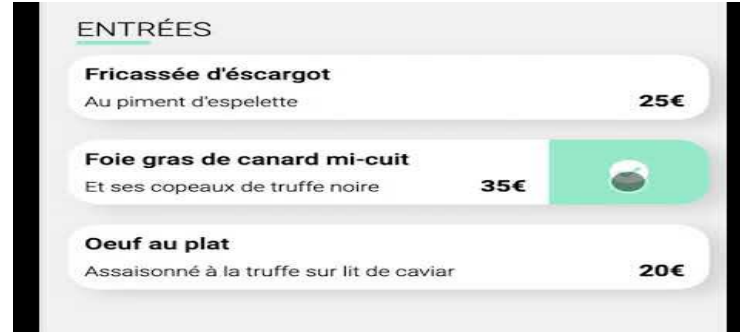 ENTRÉES
Fricassée d'éscargot
Au piment d'espelette 25€
Foie gras de canard mi-cuit
Et ses copeaux de truffe noire 35€
Oeuf au plat
Assaisonné à la truffe sur lit de caviar 20€